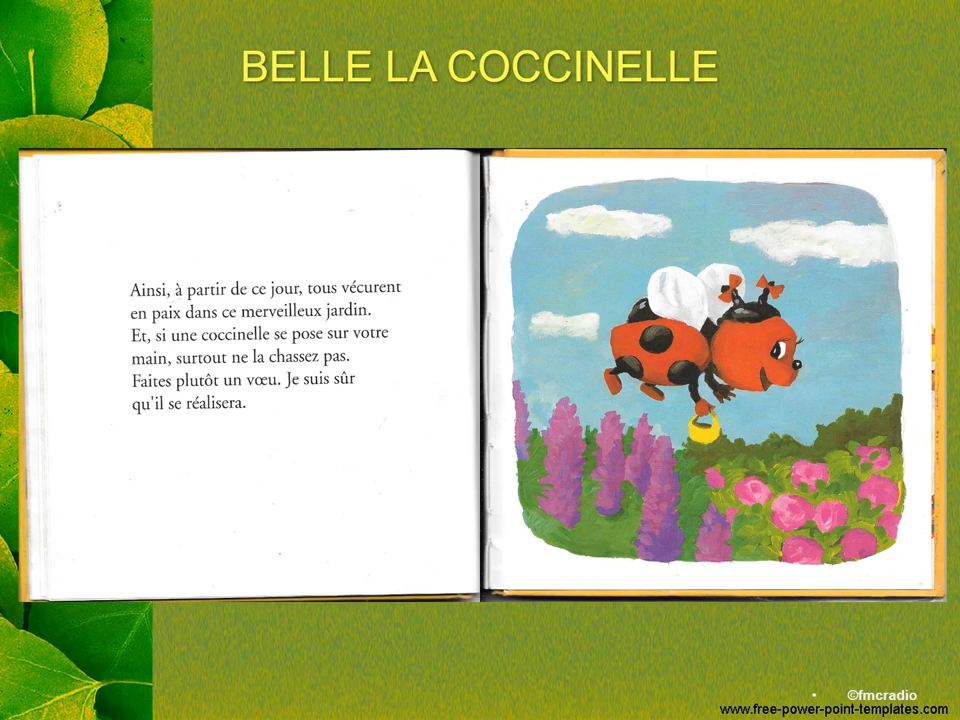 BELLE LA COCCINELLE
Ainsi, à partir de ce jour, tous vécurent
en paix dans ce merveilleux jardin.
Et, si une coccinelle se pose sur votre
main, surtout ne la chassez pas.
Faites plutôt un vœu. Je suis sûr
qu'il se réalisera.
• ©fmcradio
www.free-power-point-templates.com